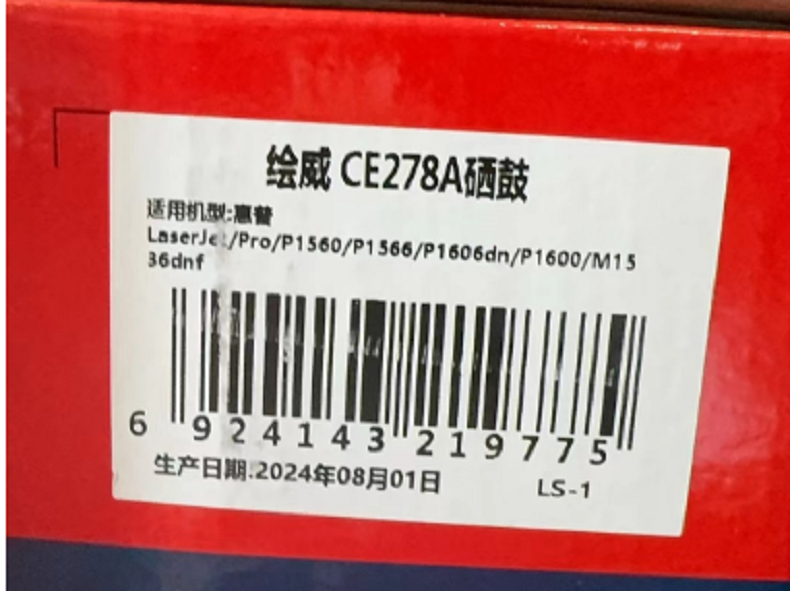 绘威 CE278A硒鼓
适用机型:惠普
LaserJet/Pro/P1560/P1566/P1606dn/P1600/M15
36dnf
6 924143 219775
生产日期:2024年08月01日
LS-1